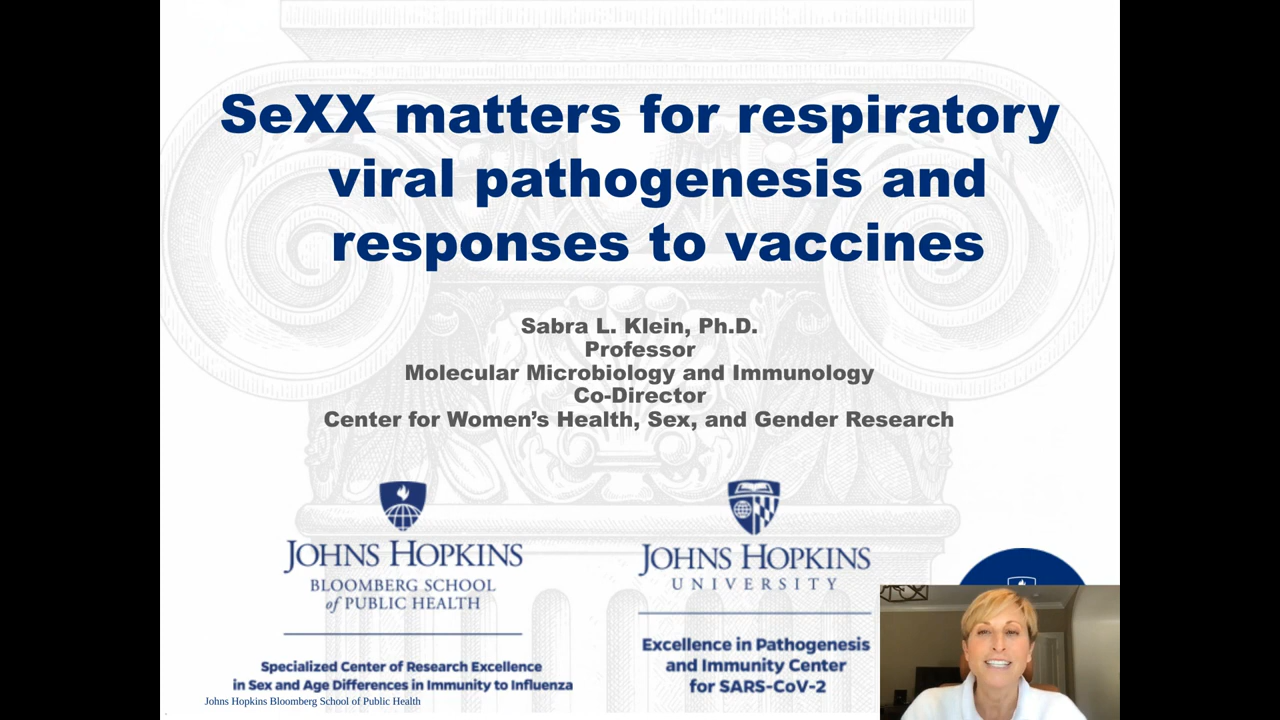 SeXX matters for respiratory
viral pathogenesis and
responses to vaccines
Sabra L. Klein, Ph.D.
Professor
Molecular Microbiology and Immunology
Co-Director
Center for Women’s Health, Sex, and Gender Research
JOHNS HOPKINS
BLOOMBERG SCHOOL
of PUBLIC HEALTH
Specialized Center of Research Excellence
in Sex and Age Differences in Immunity to Influenza
JOHNS HOPKINS
UNIVERSITY
Excellence in Pathogenesis
and Immunity Center
for SARS-CoV-2
Johns Hopkins Bloomberg School of Public Health